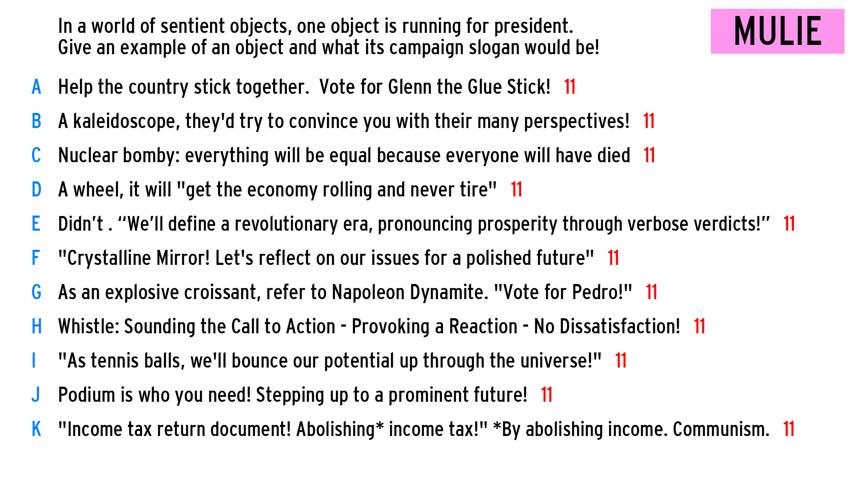 In a world of sentient objects, one object is running for president.
Give an example of an object and what its campaign slogan would be!
MULIE
A Help the country stick together.  Vote for Glenn the Glue Stick! 11
B A kaleidoscope, they'd try to convince you with their many perspectives! 11
C Nuclear bomby: everything will be equal because everyone will have died 11
D A wheel, it will "get the economy rolling and never tire" 11
E Didn’t . “We’ll define a revolutionary era, pronouncing prosperity through verbose verdicts!” 11
F "Crystalline Mirror! Let's reflect on our issues for a polished future" 11
G As an explosive croissant, refer to Napoleon Dynamite. "Vote for Pedro!" 11
H Whistle: Sounding the Call to Action - Provoking a Reaction - No Dissatisfaction! 11
I "As tennis balls, we'll bounce our potential up through the universe!" 11
J Podium is who you need! Stepping up to a prominent future! 11
K "Income tax return document! Abolishing* income tax!" *By abolishing income. Communism. 11